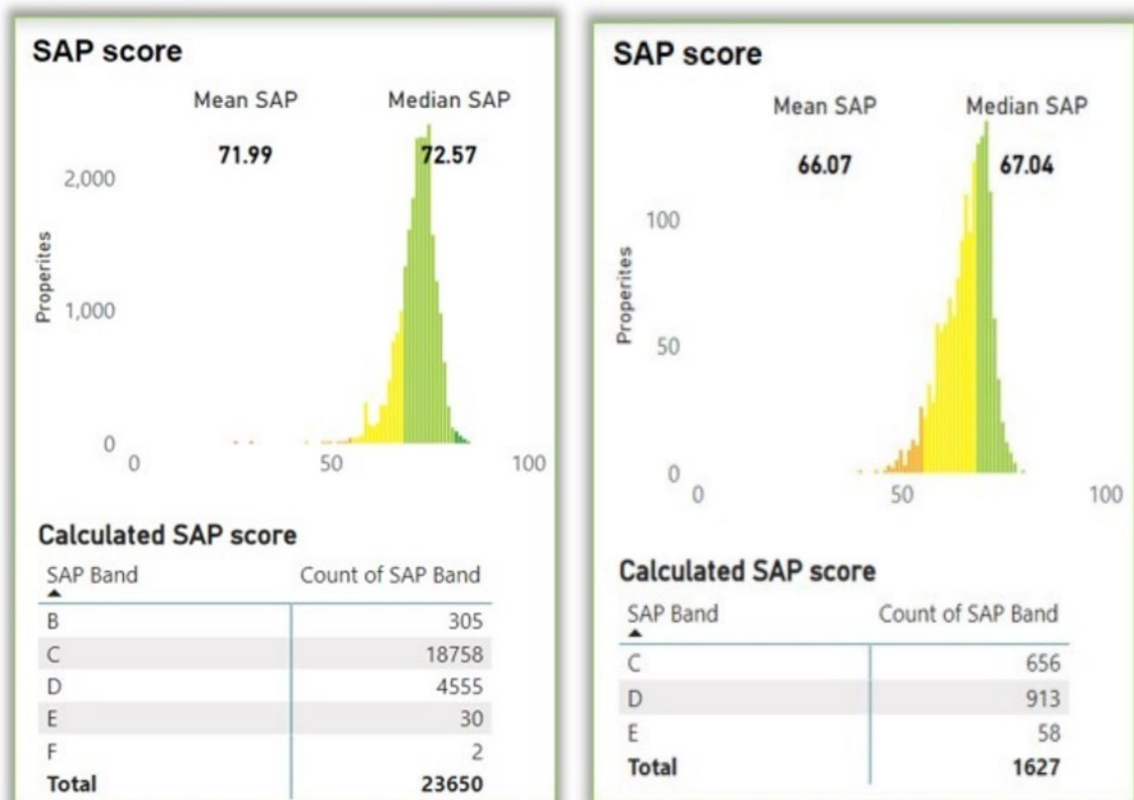 SAP score
Mean SAP Median SAP
71.99 72.57
Properites
2,000
1,000
0
0 50 100
Calculated SAP score
SAP Band Count of SAP Band
B 305
C 18758
D 4555
E 30
F 2
Total 23650
SAP score
Mean SAP Median SAP
66.07 67.04
Properites
100
50
0
0 50 100
Calculated SAP score
SAP Band Count of SAP Band
C 656
D 913
E 58
Total 1627